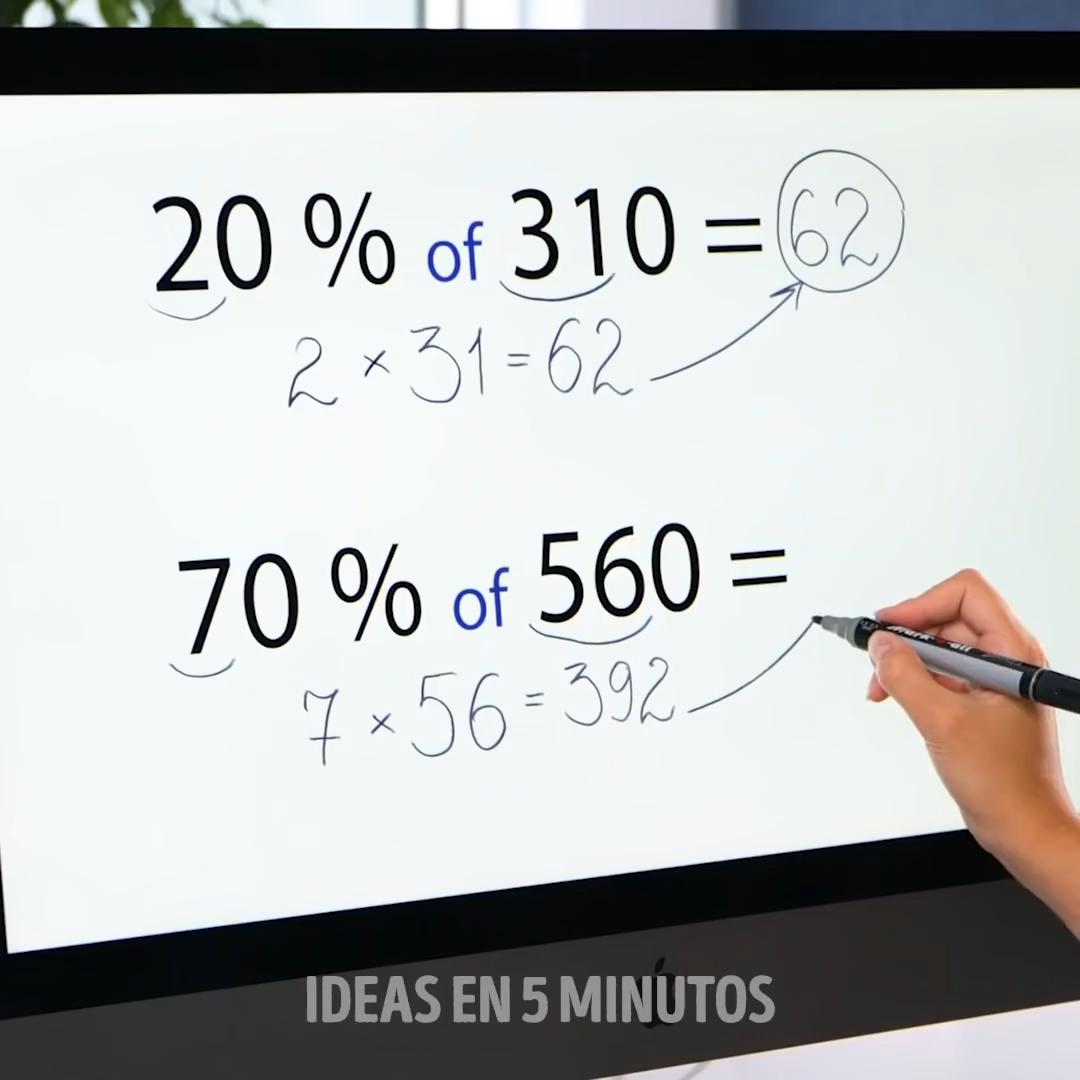 20 % of 310 = 62
2 × 31 = 62
70 % of 560 =
7 × 56 = 392
IDEAS EN 5 MINUTOS